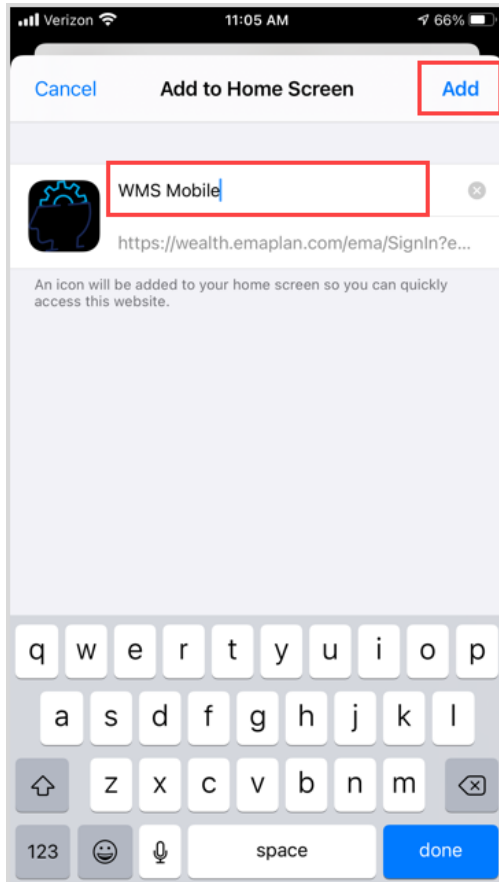 Verizon 11:05 AM 66%
Cancel Add to Home Screen Add
WMS Mobile
https://wealth.emaplan.com/ema/SignIn?e...
An icon will be added to your home screen so you can quickly
access this website.
q w e r t y u i o p
a s d f g h j k l
z x c v b n m
123 space done